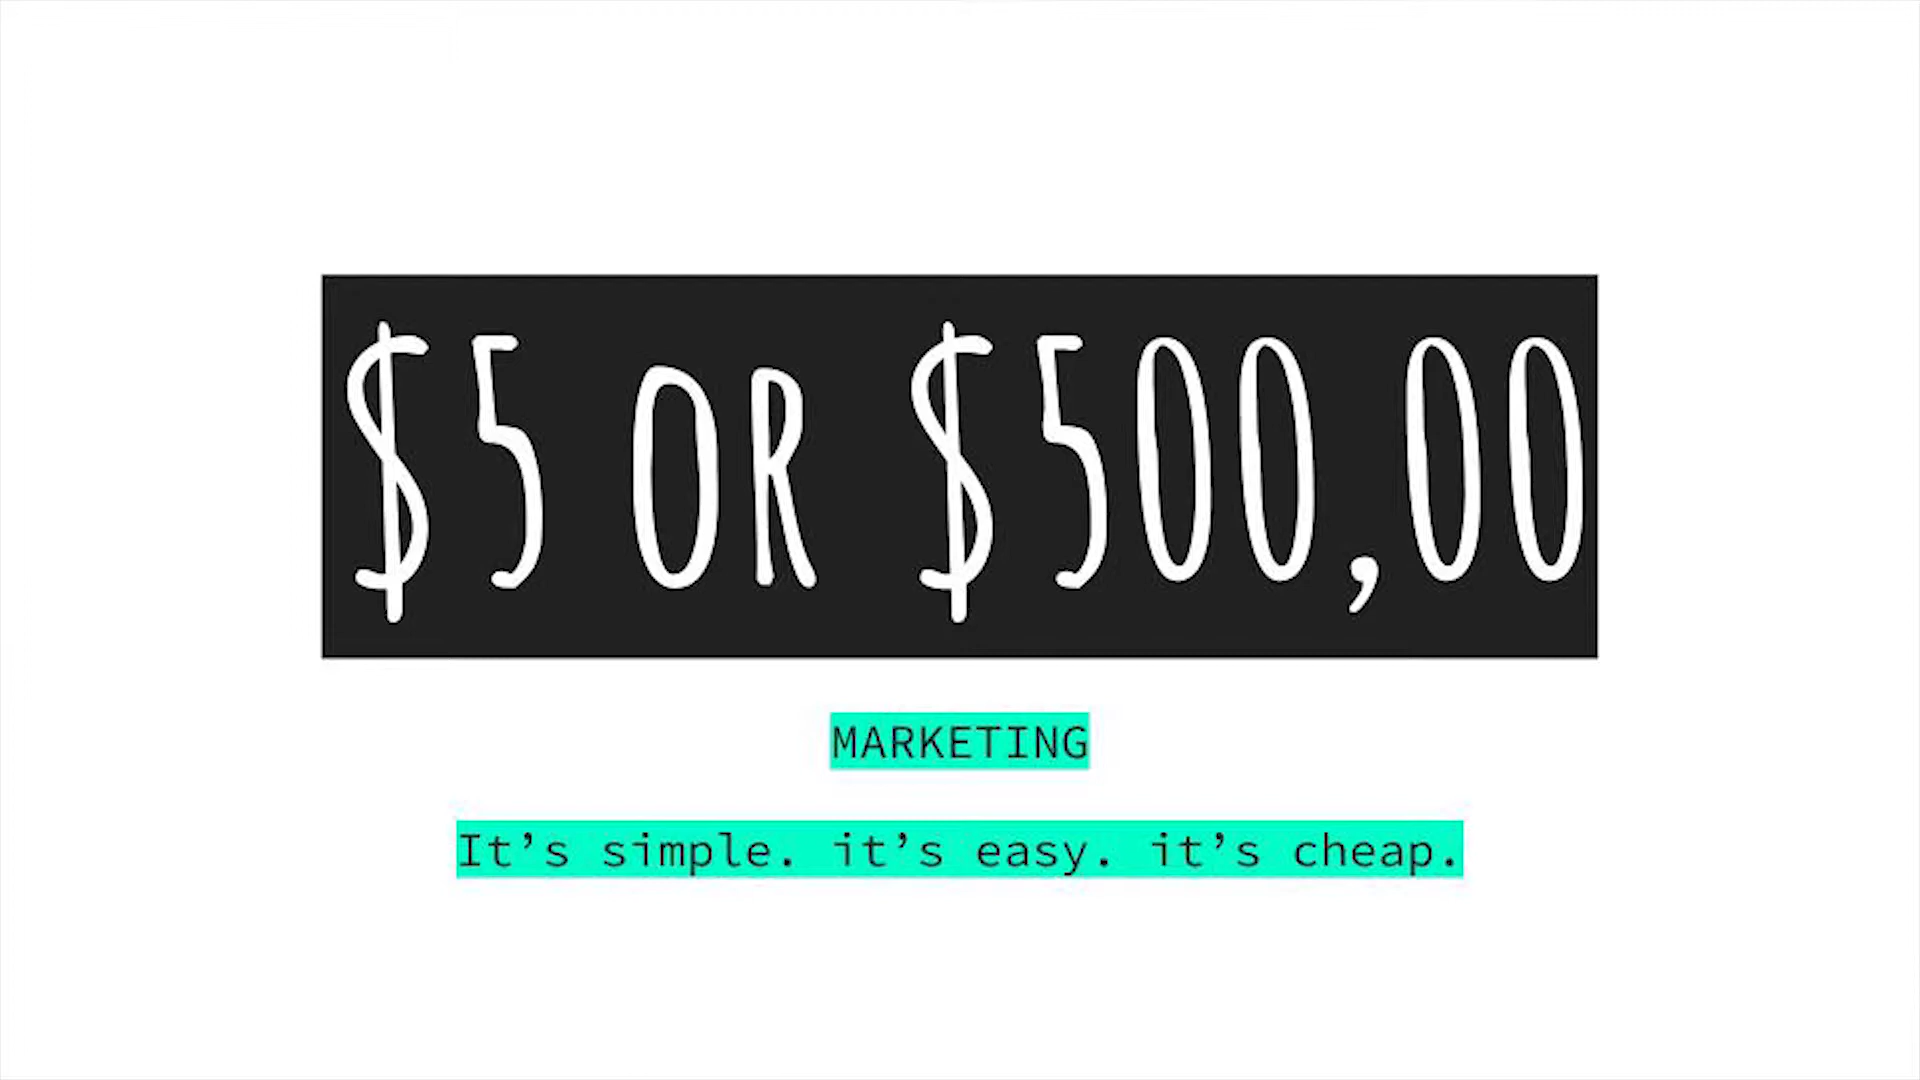 $5 OR $500,00
MARKETING
It’s simple. it’s easy. it’s cheap.